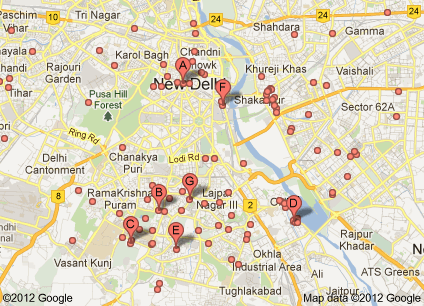 Paschim
Vihar
Tri Nagar
Shahdara
24
24
Gamma
Karol Bagh
Chandni
Chowk
Rajouri
Garden
New Delhi
Khureji Khas
Vaishali
A
F
Pusa Hill
Forest
Shakarpur
Sector 62A
Ring Rd
Delhi
Cantonment
Chanakya
Puri
Lodi Rd
RamaKrishna
Puram
B
G
Lajpat
Nagar III
8
2
D
C
E
Vasant Kunj
Okhla
Industrial Area
Rajpur
Khadar
ATS Greens
Tughlakabad
Jaitpur
©2012 Google
Map data ©2012 Google